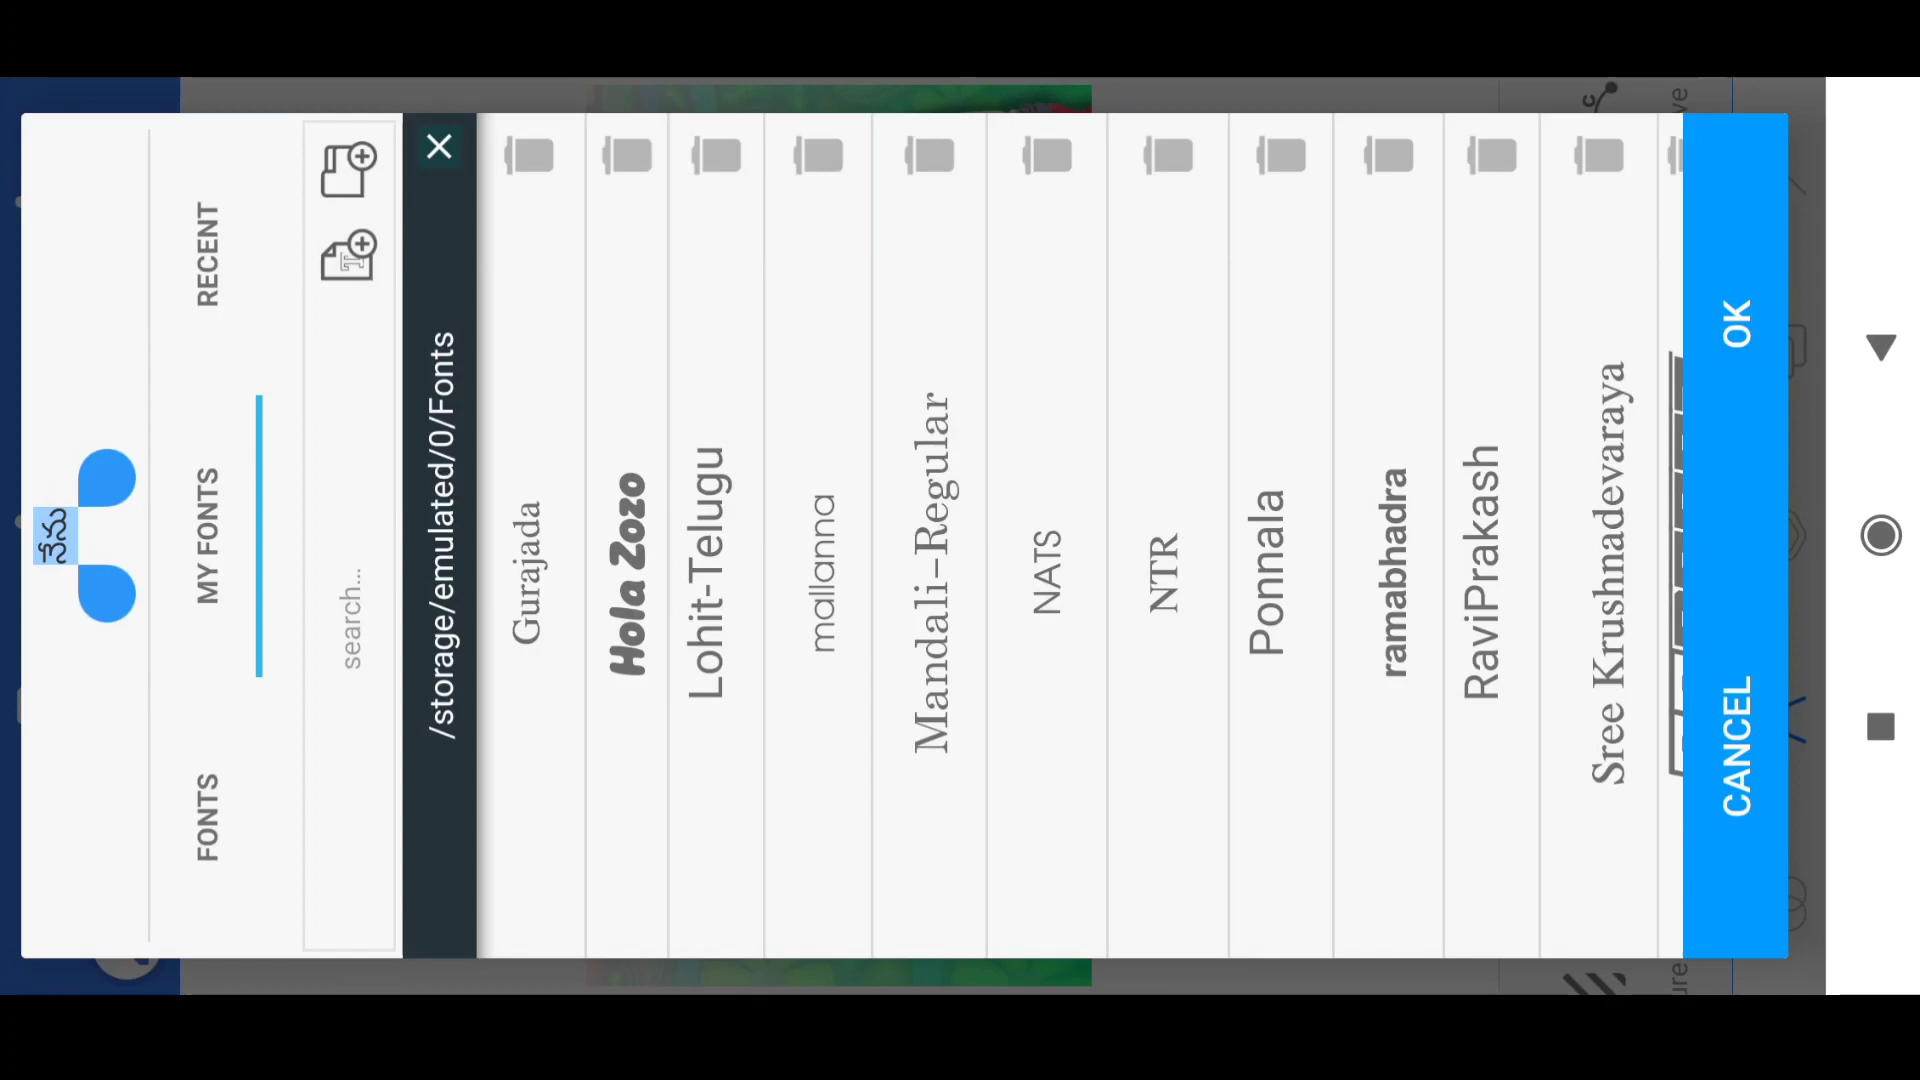 నేను
FONTS MY FONTS RECENT
search...
/storage/emulated/0/Fonts
Gurajada
Hola Zozo
Lohit-Telugu
mallanna
Mandali-Regular
NATS
NTR
Ponnala
ramabhadra
RaviPrakash
Sree Krushnadevaraya
CANCEL OK